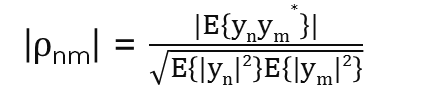 |ρₙₘ| = |E{yₙyₘ*}| / √(E{|yₙ|²}E{|yₘ|²})